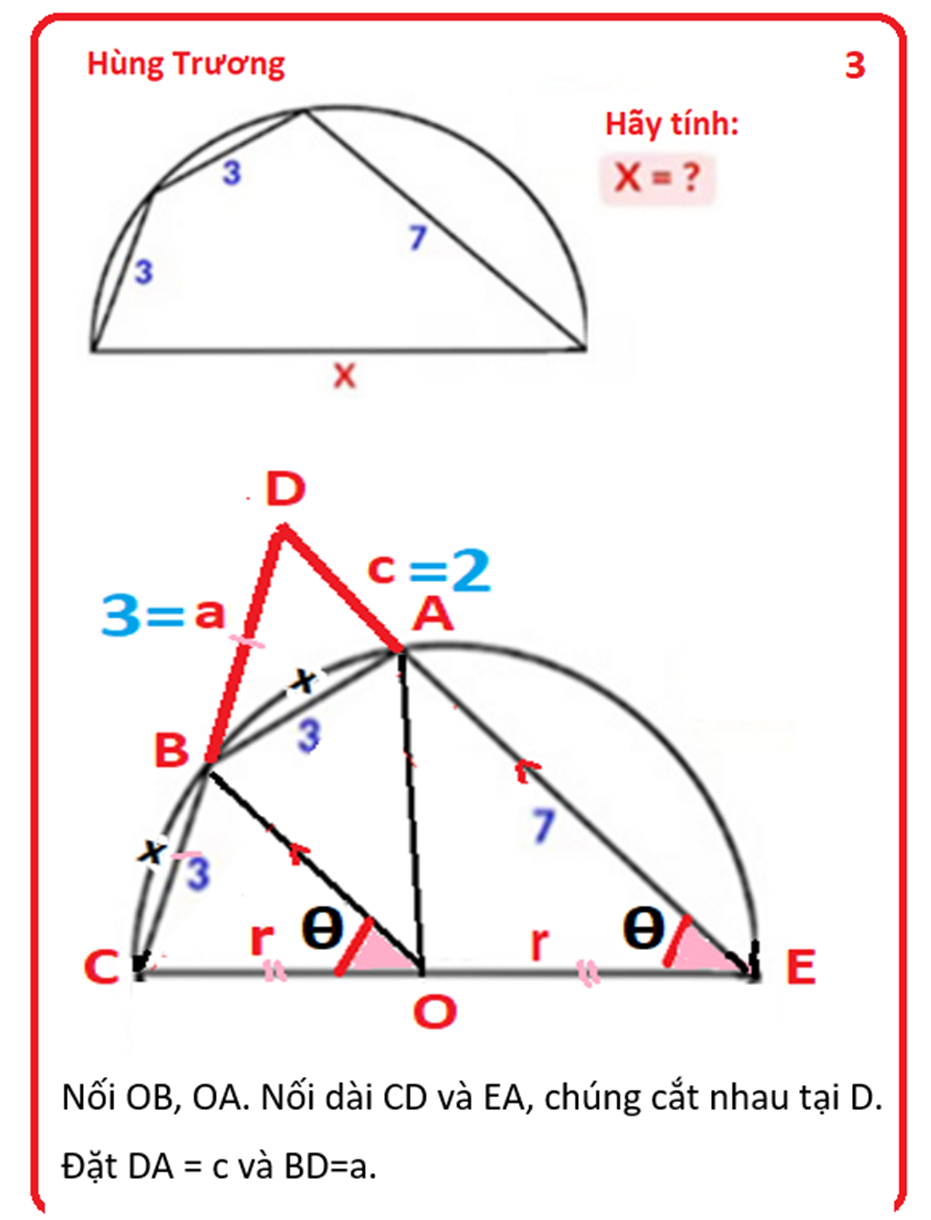 Hùng Trương
3
Hãy tính:
X = ?
3
7
3
X
D
c =2
A
3= a
x
3
B
7
x
3
r
θ
r
θ
C
E
O
Nối OB, OA. Nối dài CD và EA, chúng cắt nhau tại D.
Đặt DA = c và BD=a.